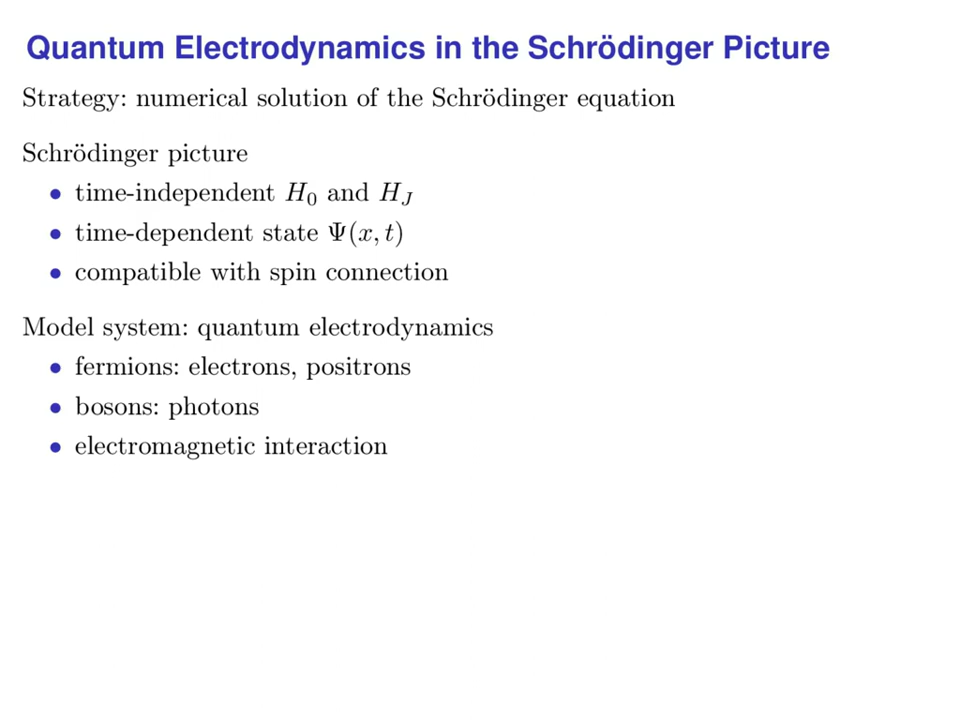 Quantum Electrodynamics in the Schrödinger Picture
Strategy: numerical solution of the Schrödinger equation
Schrödinger picture
• time-independent H₀ and H_J
• time-dependent state Ψ(x, t)
• compatible with spin connection
Model system: quantum electrodynamics
• fermions: electrons, positrons
• bosons: photons
• electromagnetic interaction